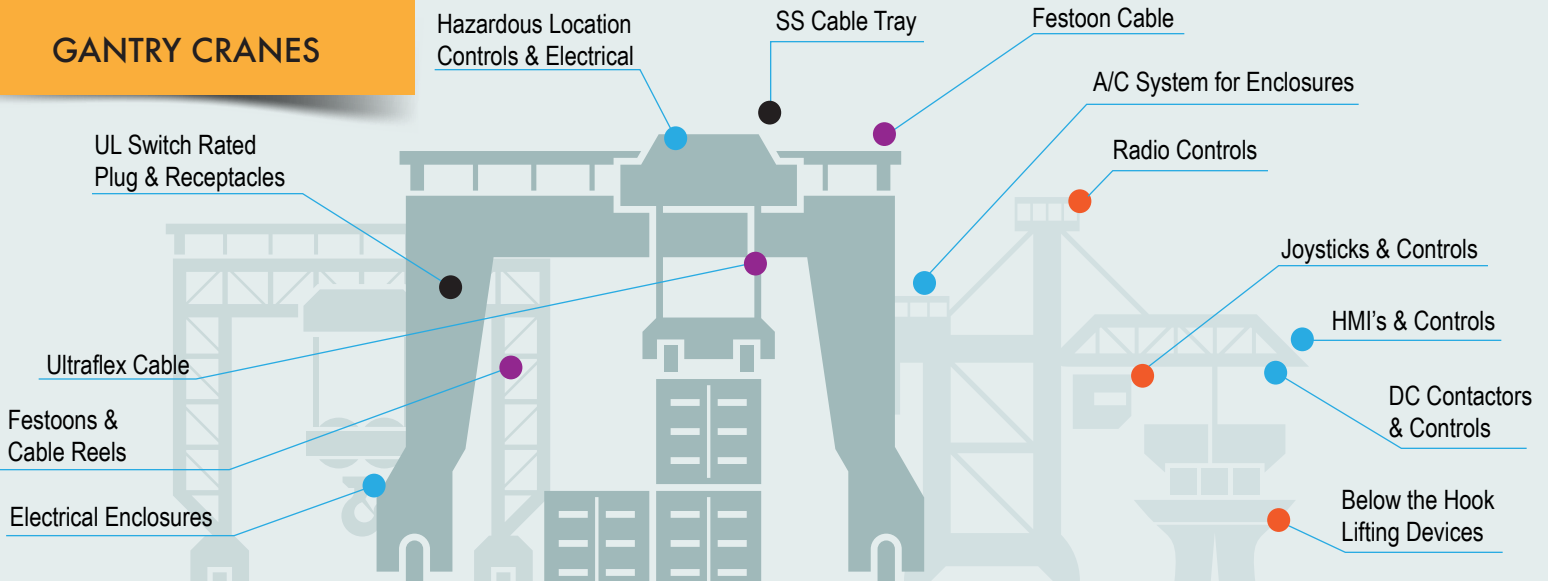 GANTRY CRANES
Hazardous Location
Controls & Electrical
SS Cable Tray
Festoon Cable
A/C System for Enclosures
Radio Controls
UL Switch Rated
Plug & Receptacles
Joysticks & Controls
HMI's & Controls
Ultraflex Cable
DC Contactors
& Controls
Festoons &
Cable Reels
Electrical Enclosures
Below the Hook
Lifting Devices